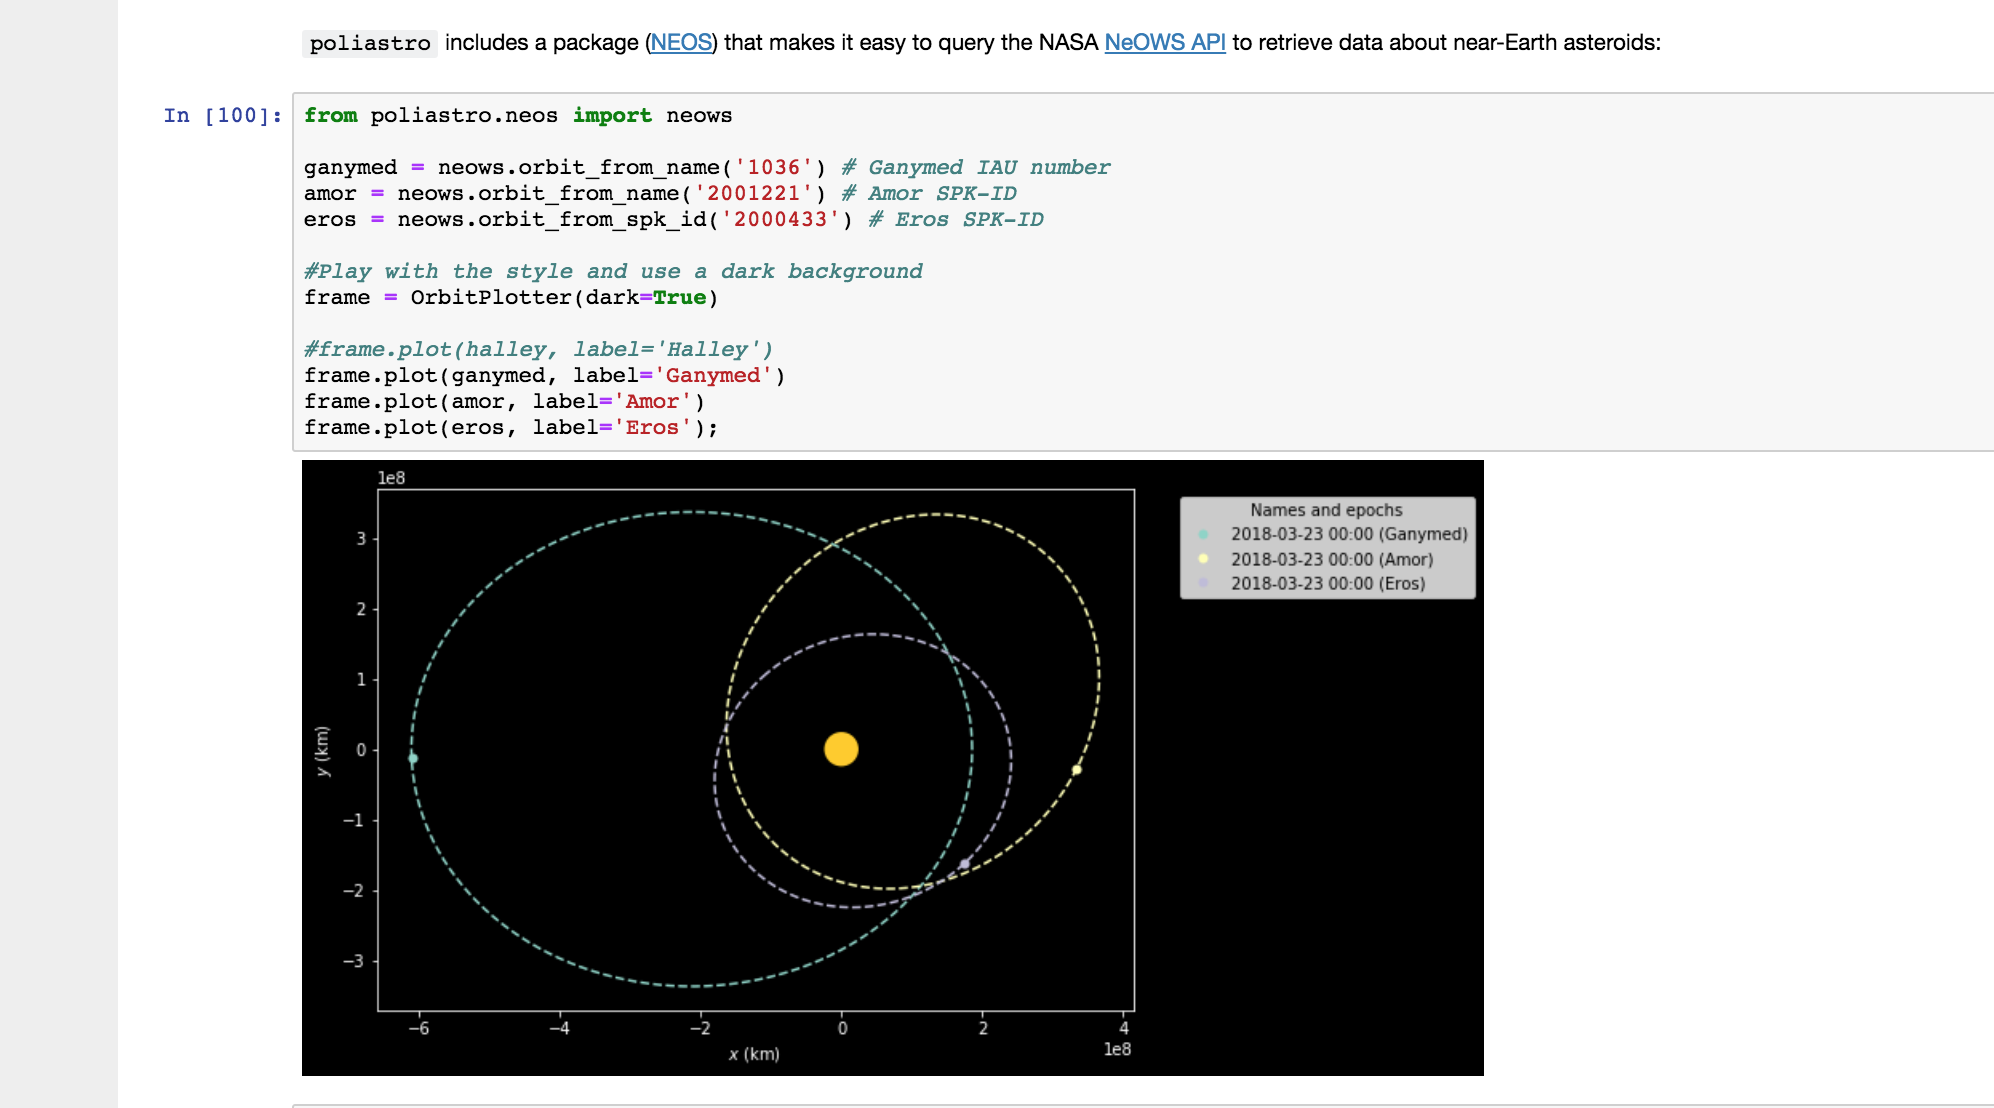 poliastro includes a package (NEOS) that makes it easy to query the NASA NeOWS API to retrieve data about near-Earth asteroids:
In [100]:
from poliastro.neos import neows
ganymed = neows.orbit_from_name('1036') # Ganymed IAU number
amor = neows.orbit_from_name('2001221') # Amor SPK-ID
eros = neows.orbit_from_spk_id('2000433') # Eros SPK-ID
#Play with the style and use a dark background
frame = OrbitPlotter(dark=True)
#frame.plot(halley, label='Halley')
frame.plot(ganymed, label='Ganymed')
frame.plot(amor, label='Amor')
frame.plot(eros, label='Eros');
1e8
3
2
1
0
−1
−2
−3
y (km)
−6 −4 −2 0 2 4
x (km)
1e8
Names and epochs
2018-03-23 00:00 (Ganymed)
2018-03-23 00:00 (Amor)
2018-03-23 00:00 (Eros)